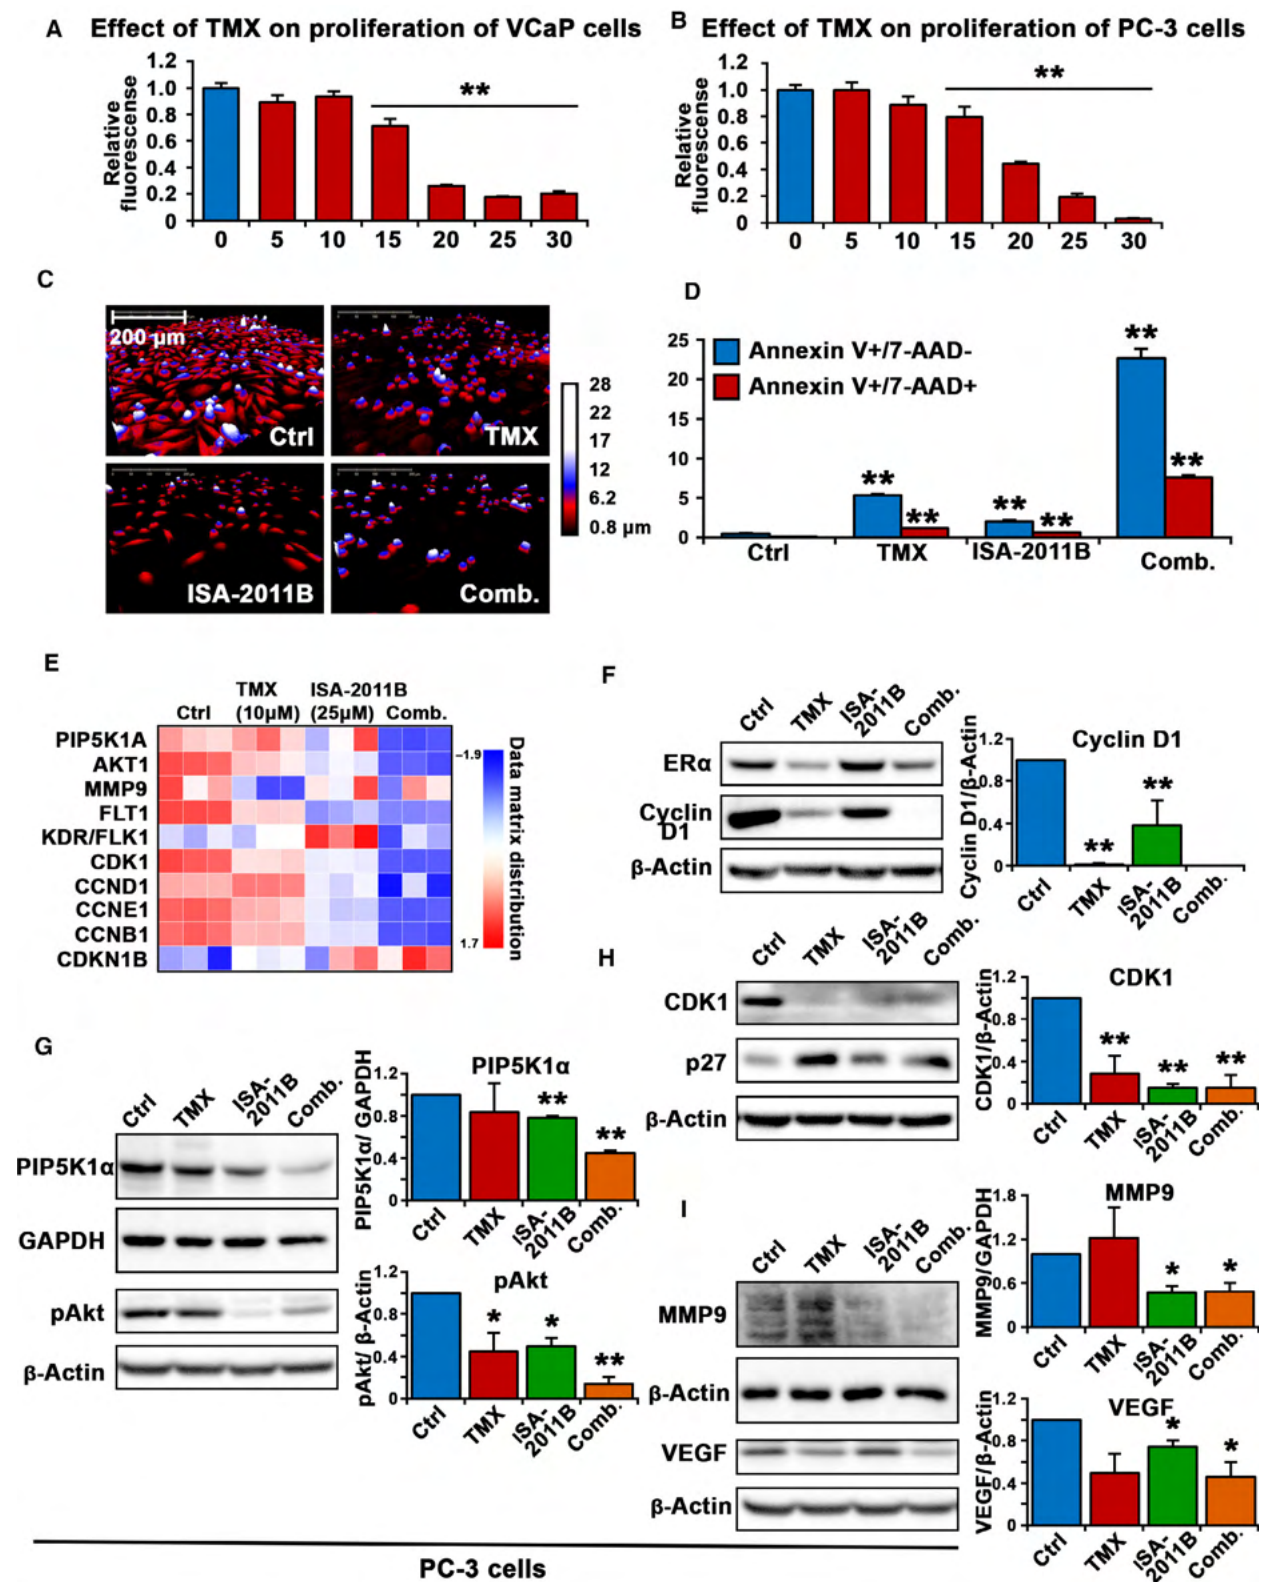 A Effect of TMX on proliferation of VCaP cells
Relative
fluorescense
1.2
1.0
0.8
0.6
0.4
0.2
0
**
0 5 10 15 20 25 30
B Effect of TMX on proliferation of PC-3 cells
Relative
fluorescense
1.2
1.0
0.8
0.6
0.4
0.2
0
**
0 5 10 15 20 25 30
C
200 µm
Ctrl
TMX
ISA-2011B
Comb.
28
22
17
12
6.2
0.8 µm
D
25
20
15
10
5
0
Annexin V+/7-AAD-
Annexin V+/7-AAD+
** ** ** ** ** **
Ctrl TMX ISA-2011B Comb.
E
TMX ISA-2011B
Ctrl (10µM) (25µM) Comb.
PIP5K1A
AKT1
MMP9
FLT1
KDR/FLK1
CDK1
CCND1
CCNE1
CCNB1
CDKN1B
-1.9
1.7
Data matrix distribution
F
Ctrl TMX ISA-
2011B Comb.
ERα
Cyclin
D1
β-Actin
Cyclin D1
Cyclin D1/β-Actin
1.2
0.8
0.4
0
** **
Ctrl TMX ISA-
2011B Comb.
G
Ctrl TMX ISA-
2011B Comb.
PIP5K1α
GAPDH
pAkt
β-Actin
PIP5K1α
PIP5K1α/ GAPDH
1.2
0.8
0.4
0
** **
Ctrl TMX ISA-
2011B Comb.
pAkt
pAkt/ β-Actin
1.2
0.8
0.4
0
* * **
Ctrl TMX ISA-
2011B Comb.
H
Ctrl TMX ISA-
2011B Comb.
CDK1
p27
β-Actin
CDK1
CDK1/β-Actin
1.2
0.8
0.4
0
** ** **
Ctrl TMX ISA-
2011B Comb.
I
Ctrl TMX ISA-
2011B Comb.
MMP9
β-Actin
VEGF
β-Actin
MMP9
MMP9/GAPDH
1.8
1.2
0.6
0
* *
Ctrl TMX ISA-
2011B Comb.
VEGF
VEGF/β-Actin
1.2
0.8
0.4
0
* *
Ctrl TMX ISA-
2011B Comb.
PC-3 cells